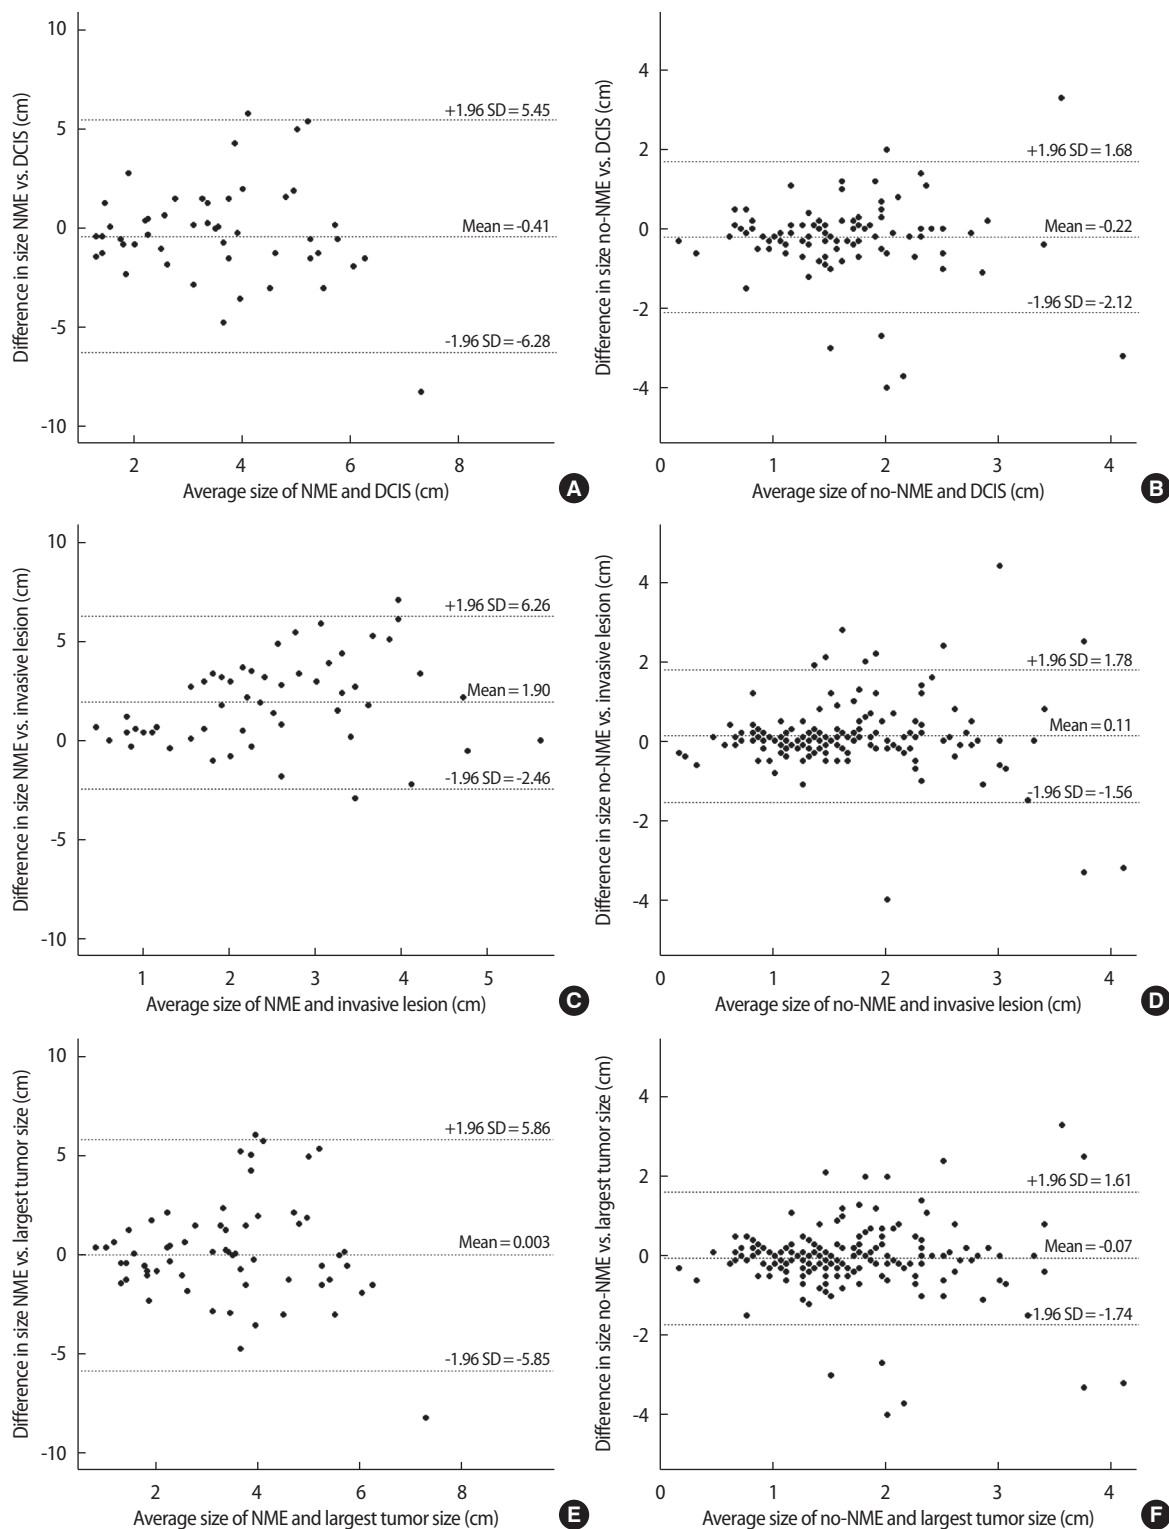 10
5
0
-5
-10
Difference in size NME vs. DCIS (cm)
+1.96 SD = 5.45
Mean = -0.41
-1.96 SD = -6.28
2
4
6
8
Average size of NME and DCIS (cm)
A
4
2
0
-2
-4
Difference in size no-NME vs. DCIS (cm)
+1.96 SD = 1.68
Mean = -0.22
-1.96 SD = -2.12
0
1
2
3
4
Average size of no-NME and DCIS (cm)
B
10
5
0
-5
-10
Difference in size NME vs. invasive lesion (cm)
+1.96 SD = 6.26
Mean = 1.90
-1.96 SD = -2.46
1
2
3
4
5
Average size of NME and invasive lesion (cm)
C
4
2
0
-2
-4
Difference in size no-NME vs. invasive lesion (cm)
+1.96 SD = 1.78
Mean = 0.11
-1.96 SD = -1.56
0
1
2
3
4
Average size of no-NME and invasive lesion (cm)
D
10
5
0
-5
-10
Difference in size NME vs. largest tumor size (cm)
+1.96 SD = 5.86
Mean = 0.003
-1.96 SD = -5.85
2
4
6
8
Average size of NME and largest tumor size (cm)
E
4
2
0
-2
-4
Difference in size no-NME vs. largest tumor size (cm)
+1.96 SD = 1.61
Mean = -0.07
-1.96 SD = -1.74
0
1
2
3
4
Average size of no-NME and largest tumor size (cm)
F